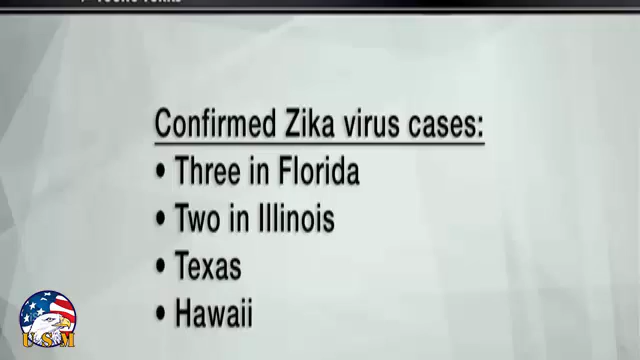 Confirmed Zika virus cases:
• Three in Florida
• Two in Illinois
• Texas
• Hawaii
U S M